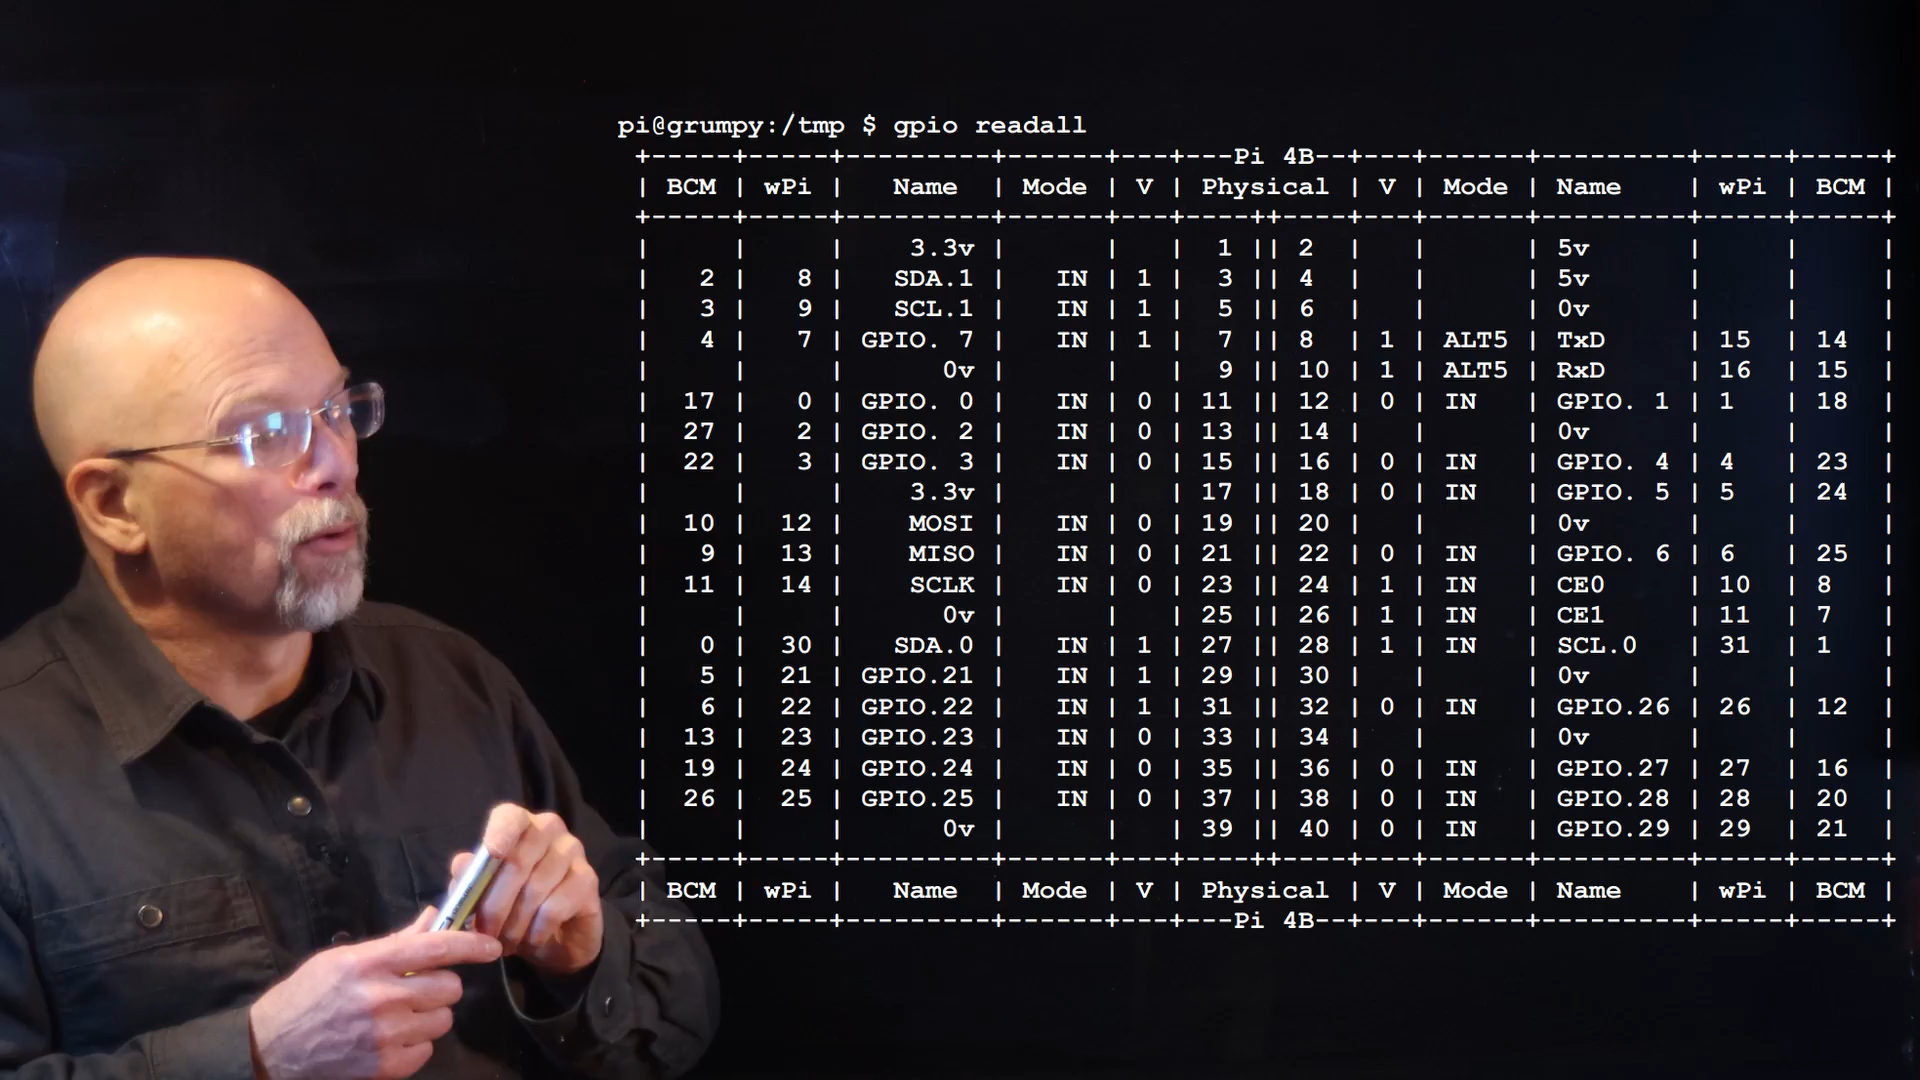 pi@grumpy:/tmp $ gpio readall
+-----+-----+---------+------+---+---Pi 4B--+---+------+---------+-----+-----+
| BCM | wPi |   Name  | Mode | V | Physical | V | Mode | Name    | wPi | BCM |
+-----+-----+---------+------+---+----++----+---+------+---------+-----+-----+
|     |     |    3.3v |      |   |  1 || 2  |   |      | 5v      |     |     |
|   2 |   8 |   SDA.1 |   IN | 1 |  3 || 4  |   |      | 5v      |     |     |
|   3 |   9 |   SCL.1 |   IN | 1 |  5 || 6  |   |      | 0v      |     |     |
|   4 |   7 | GPIO. 7 |   IN | 1 |  7 || 8  | 1 | ALT5 | TxD     | 15  | 14  |
|     |     |      0v |      |   |  9 || 10 | 1 | ALT5 | RxD     | 16  | 15  |
|  17 |   0 | GPIO. 0 |   IN | 0 | 11 || 12 | 0 | IN   | GPIO. 1 | 1   | 18  |
|  27 |   2 | GPIO. 2 |   IN | 0 | 13 || 14 |   |      | 0v      |     |     |
|  22 |   3 | GPIO. 3 |   IN | 0 | 15 || 16 | 0 | IN   | GPIO. 4 | 4   | 23  |
|     |     |    3.3v |      |   | 17 || 18 | 0 | IN   | GPIO. 5 | 5   | 24  |
|  10 |  12 |    MOSI |   IN | 0 | 19 || 20 |   |      | 0v      |     |     |
|   9 |  13 |    MISO |   IN | 0 | 21 || 22 | 0 | IN   | GPIO. 6 | 6   | 25  |
|  11 |  14 |    SCLK |   IN | 0 | 23 || 24 | 1 | IN   | CE0     | 10  | 8   |
|     |     |      0v |      |   | 25 || 26 | 1 | IN   | CE1     | 11  | 7   |
|   0 |  30 |   SDA.0 |   IN | 1 | 27 || 28 | 1 | IN   | SCL.0   | 31  | 1   |
|   5 |  21 | GPIO.21 |   IN | 1 | 29 || 30 |   |      | 0v      |     |     |
|   6 |  22 | GPIO.22 |   IN | 1 | 31 || 32 | 0 | IN   | GPIO.26 | 26  | 12  |
|  13 |  23 | GPIO.23 |   IN | 0 | 33 || 34 |   |      | 0v      |     |     |
|  19 |  24 | GPIO.24 |   IN | 0 | 35 || 36 | 0 | IN   | GPIO.27 | 27  | 16  |
|  26 |  25 | GPIO.25 |   IN | 0 | 37 || 38 | 0 | IN   | GPIO.28 | 28  | 20  |
|     |     |      0v |      |   | 39 || 40 | 0 | IN   | GPIO.29 | 29  | 21  |
+-----+-----+---------+------+---+----++----+---+------+---------+-----+-----+
| BCM | wPi |   Name  | Mode | V | Physical | V | Mode | Name    | wPi | BCM |
+-----+-----+---------+------+---+---Pi 4B--+---+------+---------+-----+-----+